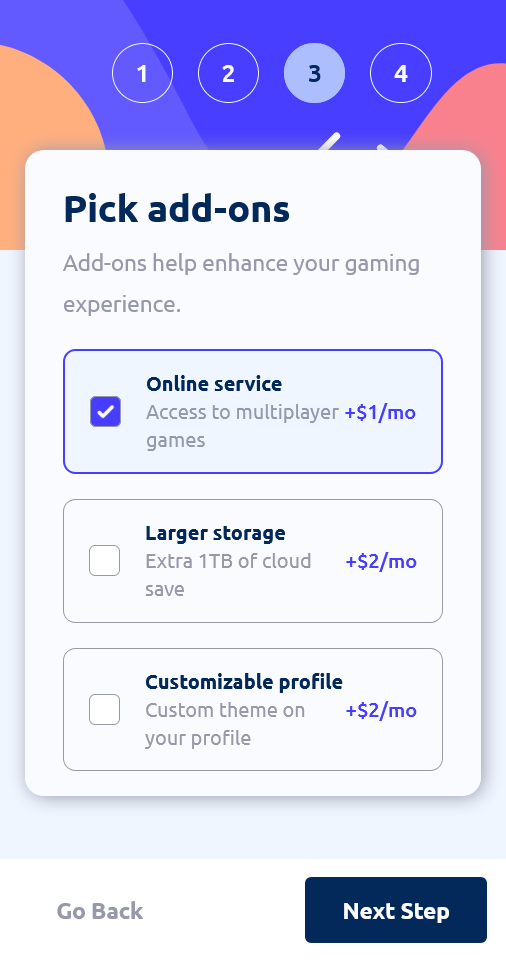 1 2 3 4
Pick add-ons
Add-ons help enhance your gaming
experience.
Online service
Access to multiplayer +$1/mo
games
Larger storage
Extra 1TB of cloud +$2/mo
save
Customizable profile
Custom theme on +$2/mo
your profile
Go Back Next Step